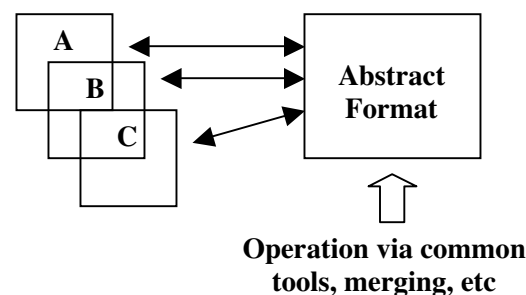 A
B
C
Abstract
Format
Operation via common
tools, merging, etc